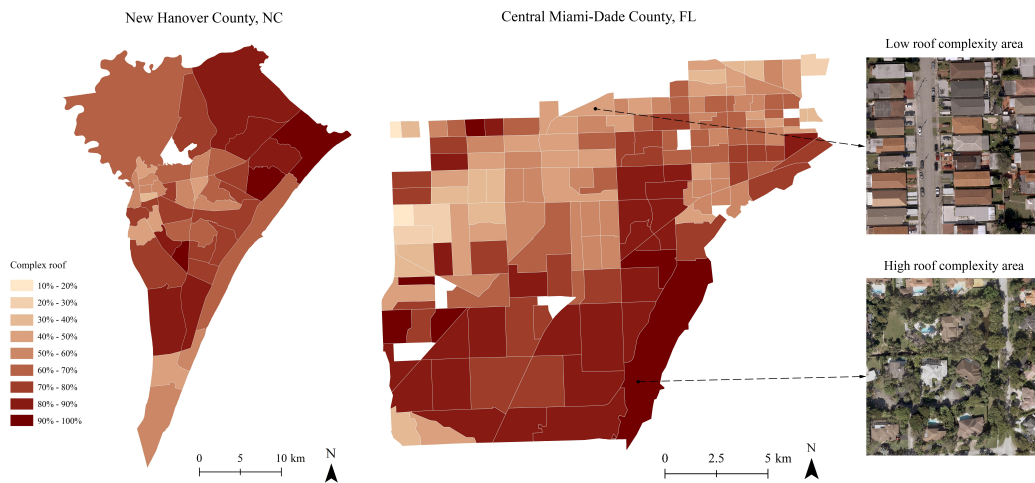 New Hanover County, NC
Central Miami-Dade County, FL
Low roof complexity area
High roof complexity area
Complex roof
10% - 20%
20% - 30%
30% - 40%
40% - 50%
50% - 60%
60% - 70%
70% - 80%
80% - 90%
90% - 100%
0 5 10 km
N
0 2.5 5 km
N